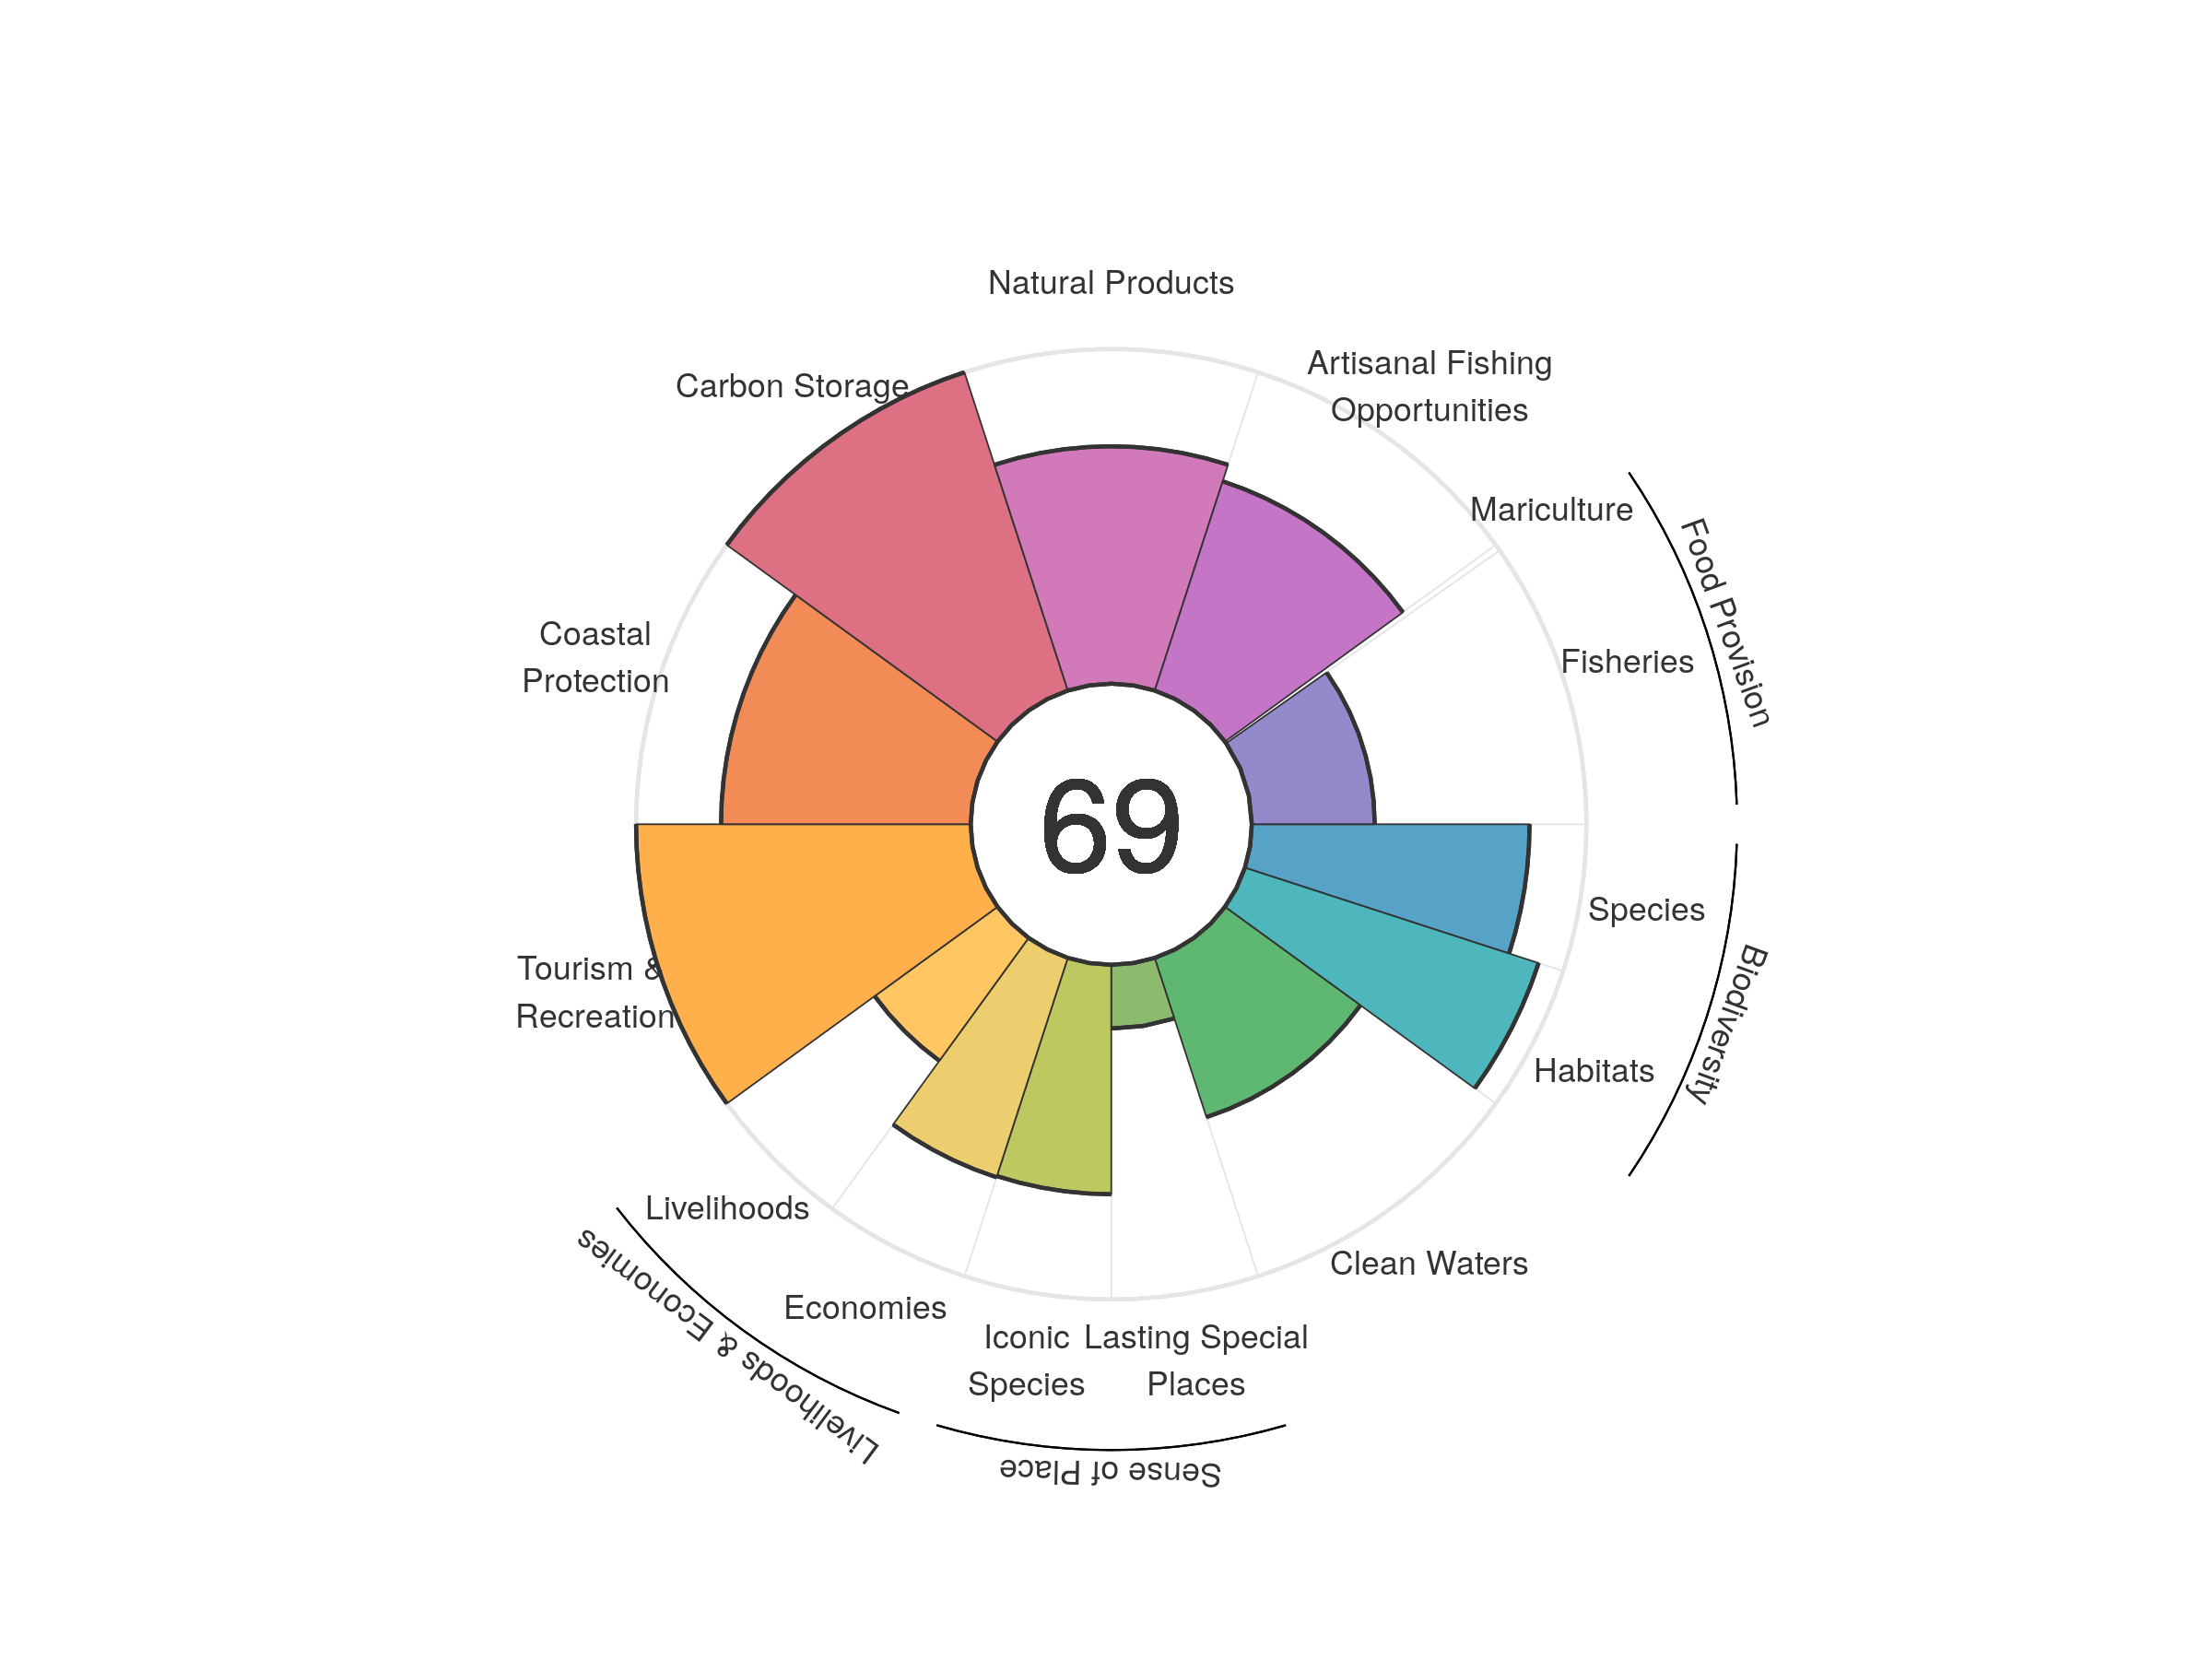 Natural Products
Artisanal Fishing
Opportunities
Carbon Storage
Mariculture
Food Provision
Coastal
Protection
Fisheries
69
Species
Biodiversity
Tourism &
Recreation
Habitats
Livelihoods
Livelihoods & Economies
Clean Waters
Economies
Iconic
Species
Lasting Special
Places
Sense of Place